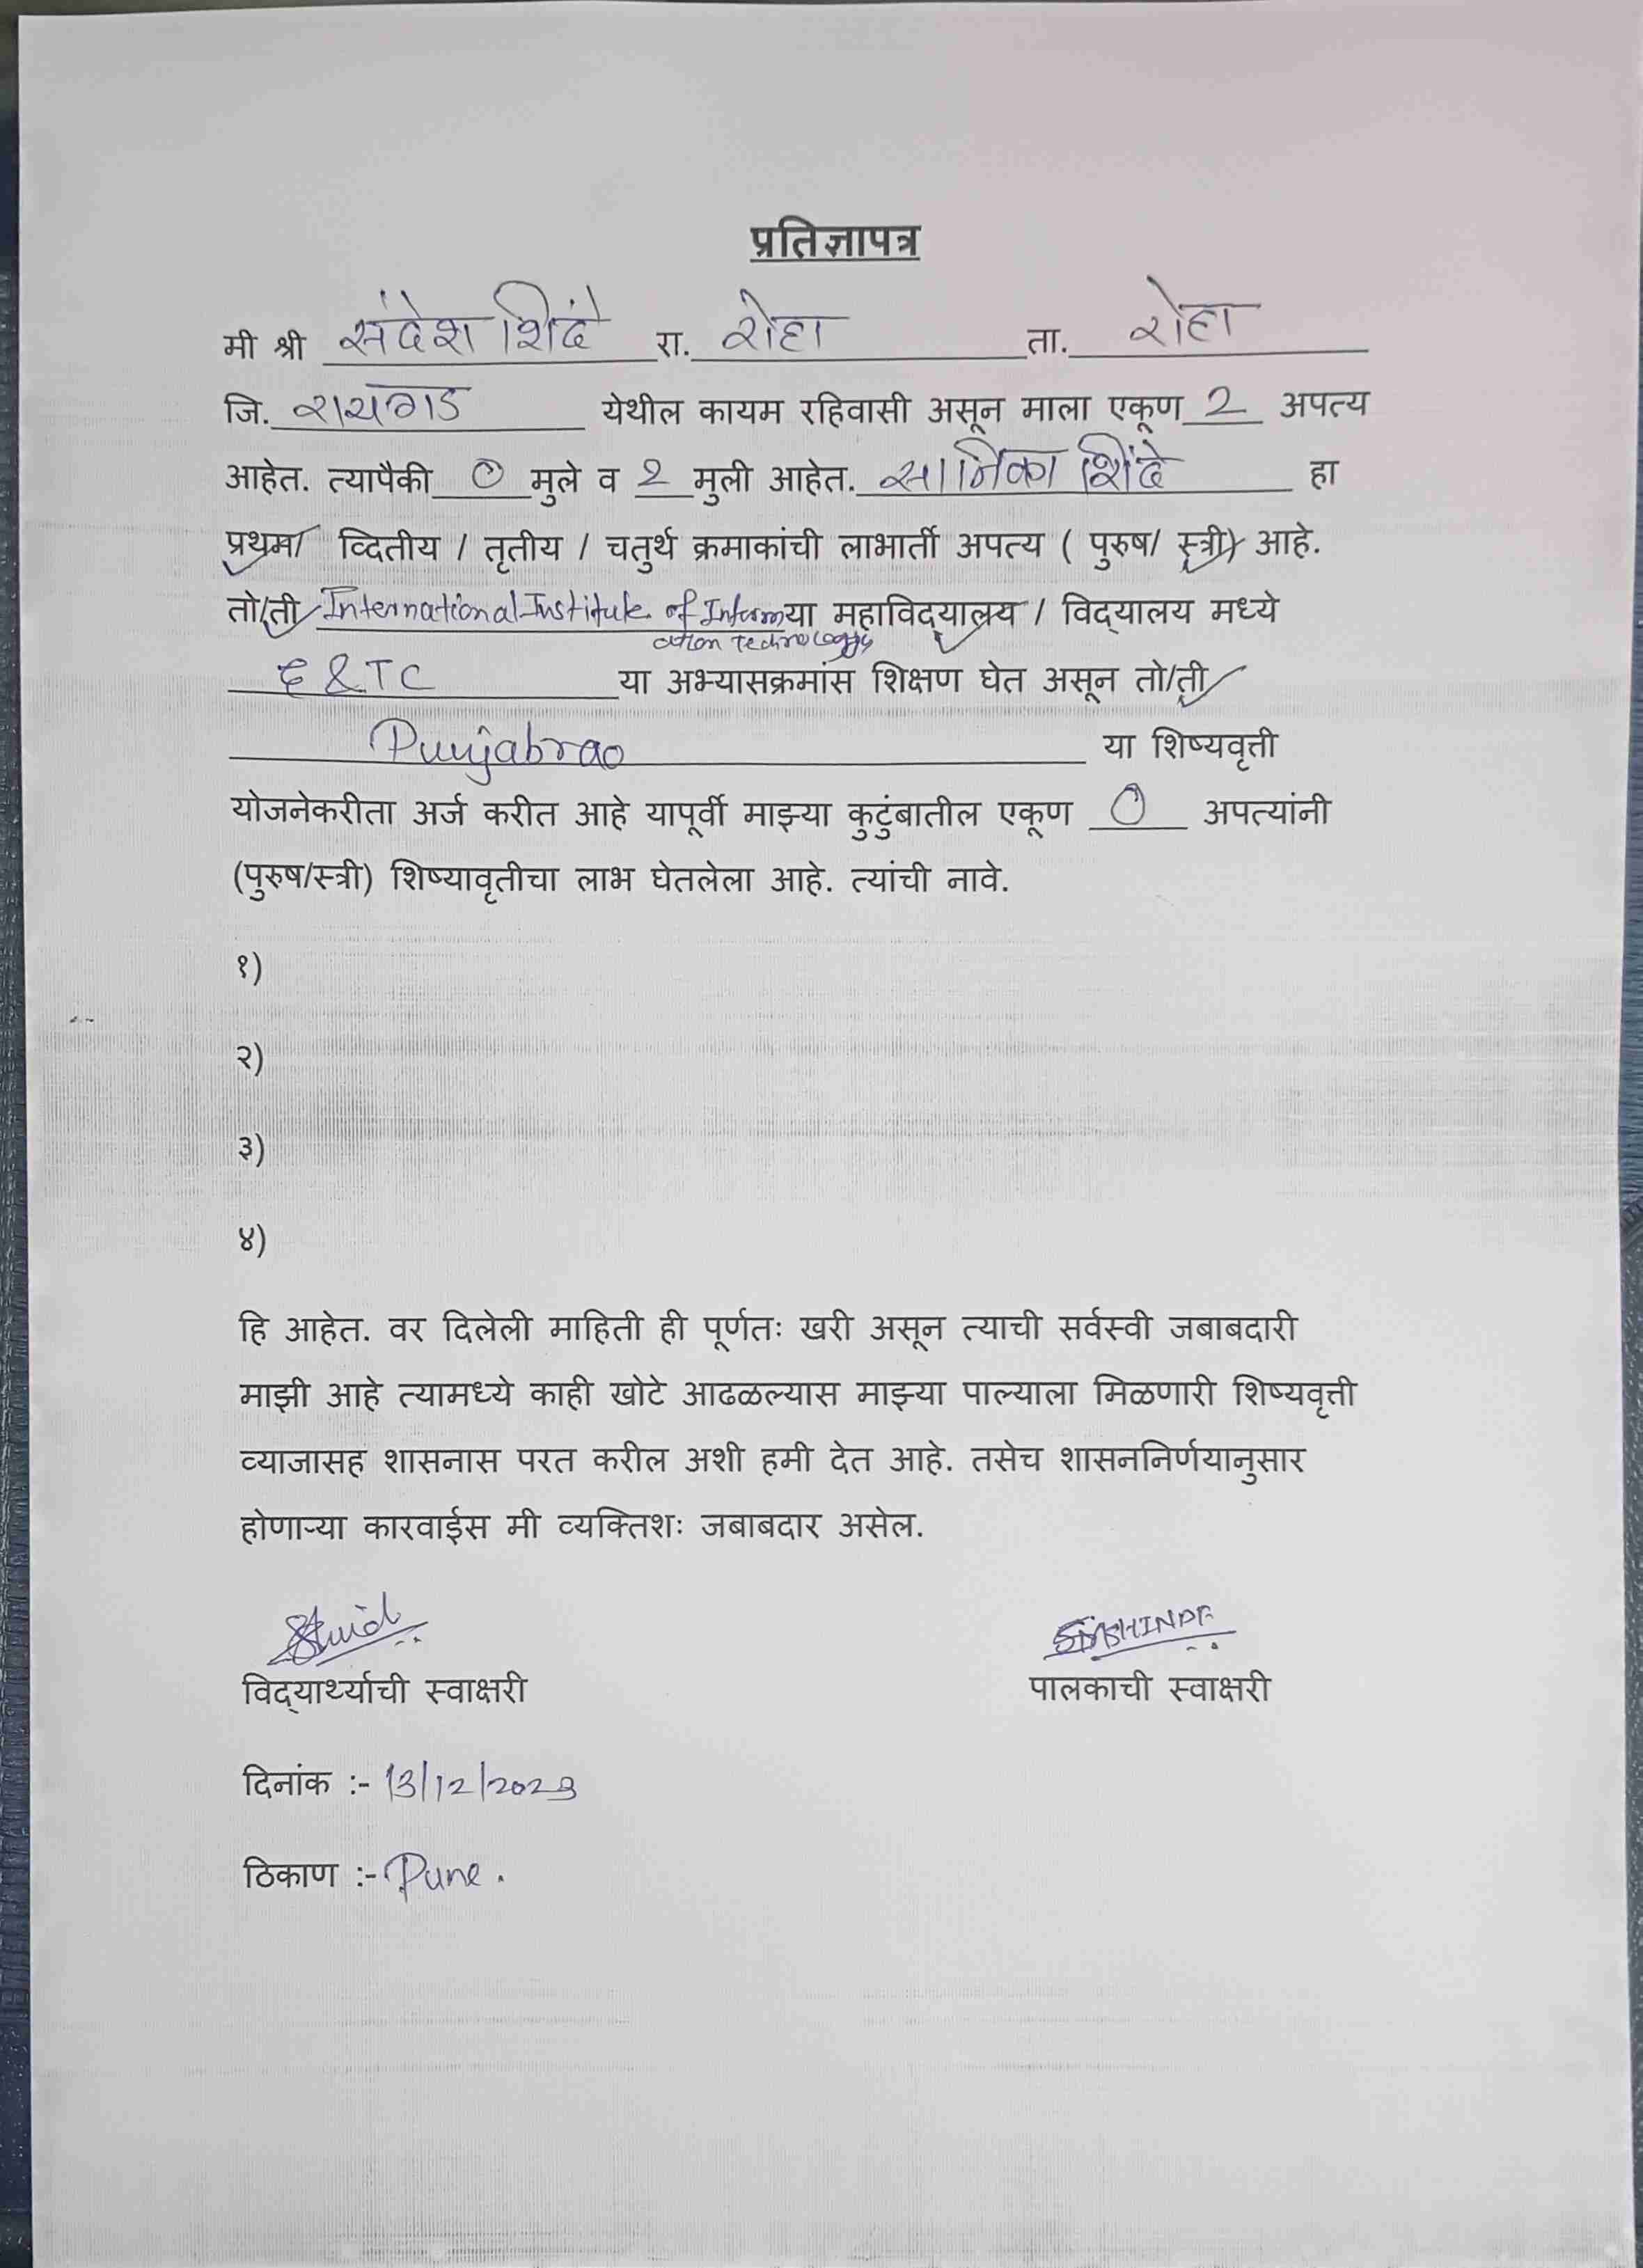 प्रतिज्ञापत्र
मी श्री संदेश शिंदे रा. रोहा ता. रोहा
जि. रायगड येथील कायम रहिवासी असून माला एकूण 2 अपत्य
आहेत. त्यापैकी 0 मुले व 2 मुली आहेत. सानिका शिंदे हा
प्रथम/ व्दितीय / तृतीय / चतुर्थ क्रमाकांची लाभार्ती अपत्य ( पुरुष/ स्त्री) आहे.
तो/ती International Institute of Inform या महाविद्यालय / विद्यालय मध्ये
ation Technology
E & TC या अभ्यासक्रमांस शिक्षण घेत असून तो/ती
Punjabrao या शिष्यवृत्ती
योजनेकरीता अर्ज करीत आहे यापूर्वी माझ्या कुटुंबातील एकूण 0 अपत्यांनी
(पुरुष/स्त्री) शिष्यावृतीचा लाभ घेतलेला आहे. त्यांची नावे.
१)
२)
३)
४)
हि आहेत. वर दिलेली माहिती ही पूर्णतः खरी असून त्याची सर्वस्वी जबाबदारी
माझी आहे त्यामध्ये काही खोटे आढळल्यास माझ्या पाल्याला मिळणारी शिष्यवृत्ती
व्याजासह शासनास परत करील अशी हमी देत आहे. तसेच शासननिर्णयानुसार
होणाऱ्या कारवाईस मी व्यक्तिशः जबाबदार असेल.
SMSHINDE
विद्यार्थ्याची स्वाक्षरी पालकाची स्वाक्षरी
दिनांक :- 13/12/2023
ठिकाण :- Pune.